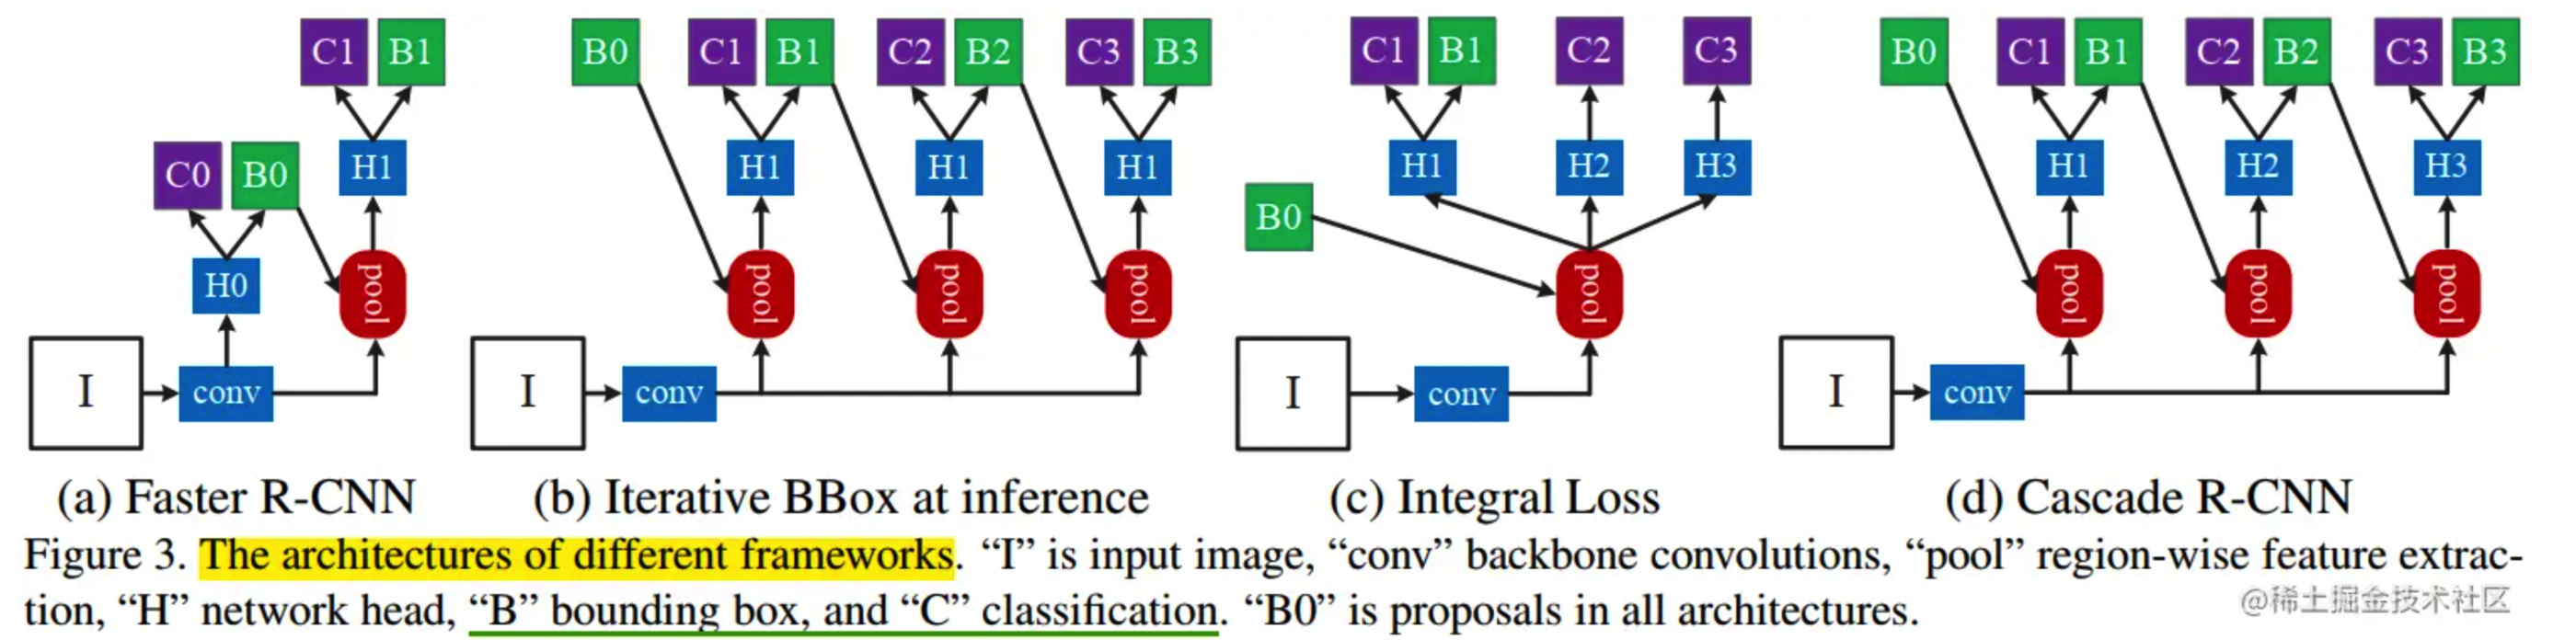 C1 B1 B0 C1 B1 C2 B2 C3 B3 C1 B1 C2 C3 B0 C1 B1 C2 B2 C3 B3
C0 B0 H1 H1 H1 H1 H1 H2 H3 H1 H2 H3
B0
H0 pool pool pool pool pool pool pool pool
I conv I conv I conv I conv
(a) Faster R-CNN (b) Iterative BBox at inference (c) Integral Loss (d) Cascade R-CNN
Figure 3. The architectures of different frameworks. “I” is input image, “conv” backbone convolutions, “pool” region-wise feature extrac-
tion, “H” network head, “B” bounding box, and “C” classification. “B0” is proposals in all architectures.
@稀土掘金技术社区